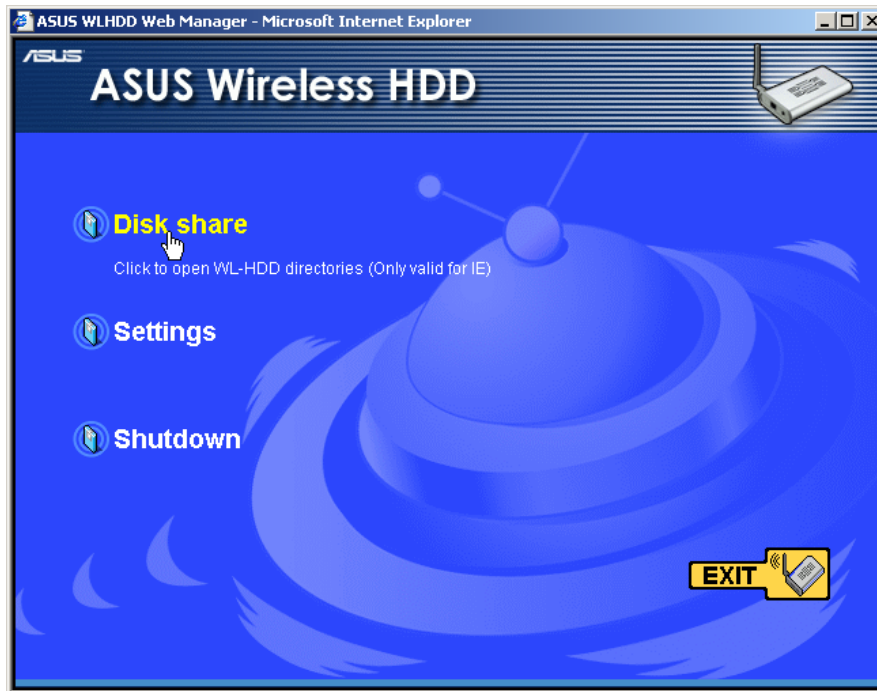 ASUS WLHDD Web Manager - Microsoft Internet Explorer
ASUS
ASUS Wireless HDD
Disk share
Click to open WL-HDD directories (Only valid for IE)
Settings
Shutdown
EXIT